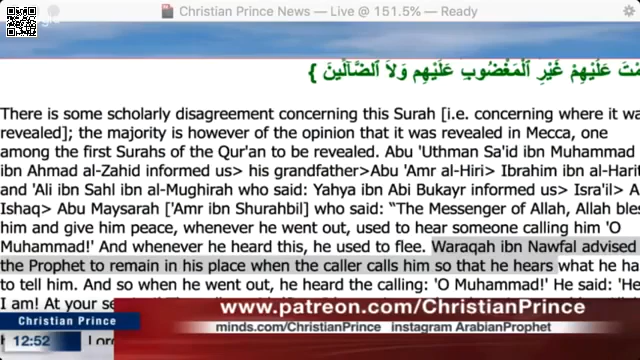 Christian Prince News — Live @ 151.5% — Ready
عَلَيْهِمْ غَيْرِ ٱلْمَغْضُوبِ عَلَيْهِم وَلاَ ٱلضَّآلِّينَ }
There is some scholarly disagreement concerning this Surah [i.e. concerning where it wa
revealed]; the majority is however of the opinion that it was revealed in Mecca, one
among the first Surahs of the Qur'an to be revealed. Abu 'Uthman Sa'id ibn Muhammad
ibn Ahmad al-Zahid informed us> his grandfather>Abu 'Amr al-Hiri> Ibrahim ibn al-Harit
and 'Ali ibn Sahl ibn al-Mughirah who said: Yahya ibn Abi Bukayr informed us> Isra'il> A
Ishaq> Abu Maysarah ['Amr ibn Shurahbil] who said: “The Messenger of Allah, Allah bles
him and give him peace, whenever he went out, used to hear someone calling him 'O
Muhammad!' And whenever he heard this, he used to flee. Waraqah ibn Nawfal advised
the Prophet to remain in his place when the caller calls him so that he hears what he ha
to tell him. And so when he went out, he heard the calling: 'O Muhammad!' He said: 'He
I am! At your
www.patreon.com/ChristianPrince
Christian Prince
minds.com/ChristianPrince instagram ArabianProphet
12:52